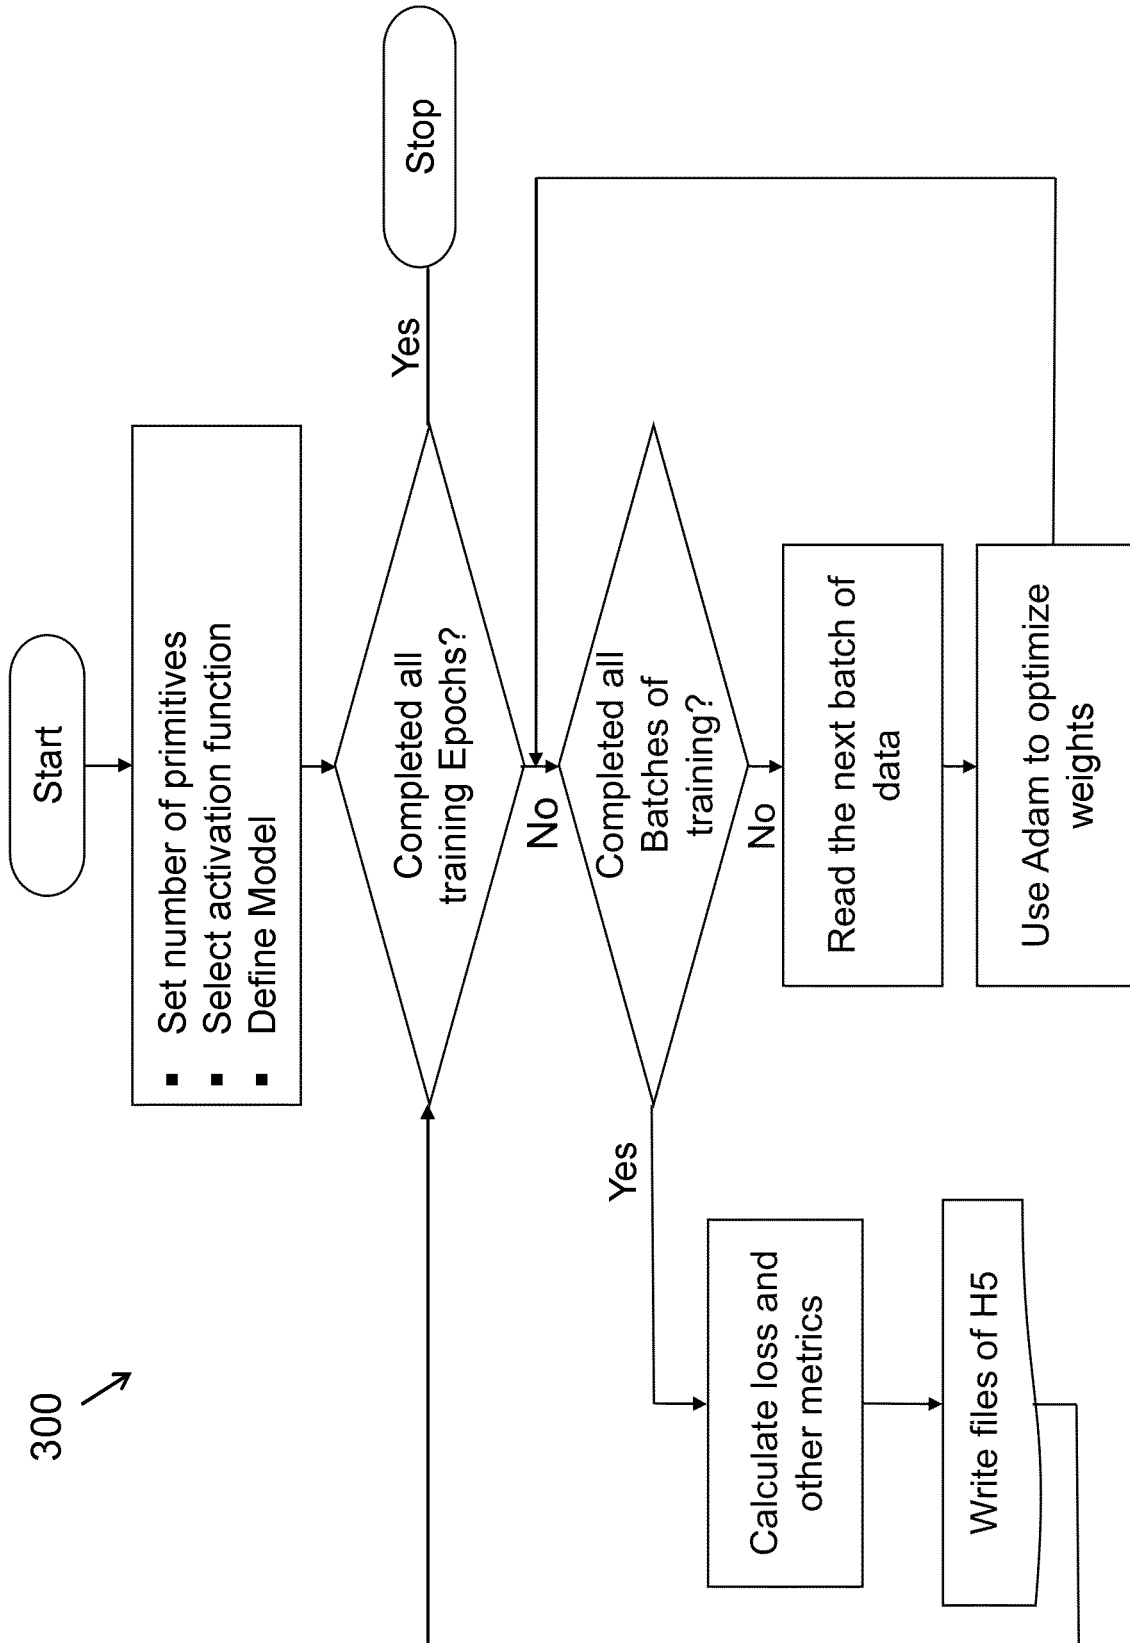 300
Start
▪ Set number of primitives
▪ Select activation function
▪ Define Model
Completed all
training Epochs?
Yes
Stop
No
Completed all
Batches of
training?
Yes
No
Calculate loss and
other metrics
Write files of H5
Read the next batch of
data
Use Adam to optimize
weights